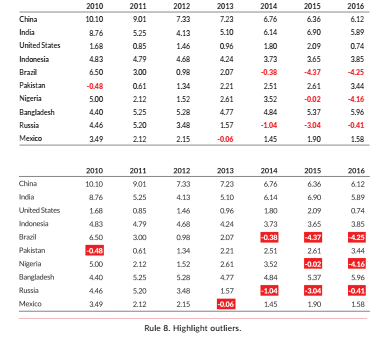 2010 2011 2012 2013 2014 2015 2016
China 10.10 9.01 7.33 7.23 6.76 6.36 6.12
India 8.76 5.25 4.13 5.10 6.14 6.90 5.89
United States 1.68 0.85 1.46 0.96 1.80 2.09 0.74
Indonesia 4.83 4.79 4.68 4.24 3.73 3.65 3.85
Brazil 6.50 3.00 0.98 2.07 -0.38 -4.37 -4.25
Pakistan -0.48 0.61 1.34 2.21 2.51 2.61 3.44
Nigeria 5.00 2.12 1.52 2.61 3.52 -0.02 -4.16
Bangladesh 4.40 5.25 5.28 4.77 4.84 5.37 5.96
Russia 4.46 5.20 3.48 1.57 -1.04 -3.04 -0.41
Mexico 3.49 2.12 2.15 -0.06 1.45 1.90 1.58
2010 2011 2012 2013 2014 2015 2016
China 10.10 9.01 7.33 7.23 6.76 6.36 6.12
India 8.76 5.25 4.13 5.10 6.14 6.90 5.89
United States 1.68 0.85 1.46 0.96 1.80 2.09 0.74
Indonesia 4.83 4.79 4.68 4.24 3.73 3.65 3.85
Brazil 6.50 3.00 0.98 2.07 -0.38 -4.37 -4.25
Pakistan -0.48 0.61 1.34 2.21 2.51 2.61 3.44
Nigeria 5.00 2.12 1.52 2.61 3.52 -0.02 -4.16
Bangladesh 4.40 5.25 5.28 4.77 4.84 5.37 5.96
Russia 4.46 5.20 3.48 1.57 -1.04 -3.04 -0.41
Mexico 3.49 2.12 2.15 -0.06 1.45 1.90 1.58
Rule 8. Highlight outliers.